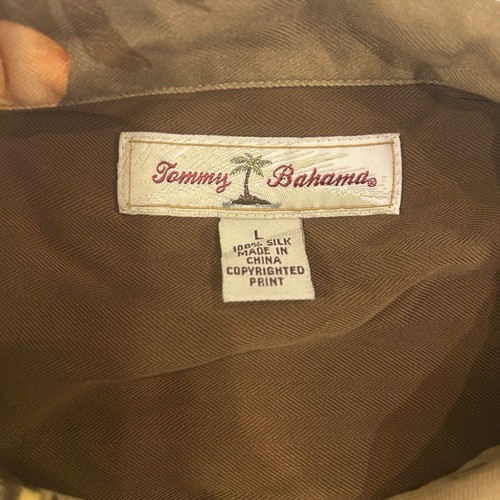 Tommy Bahama®
L
100% SILK
MADE IN
CHINA
COPYRIGHTED
PRINT